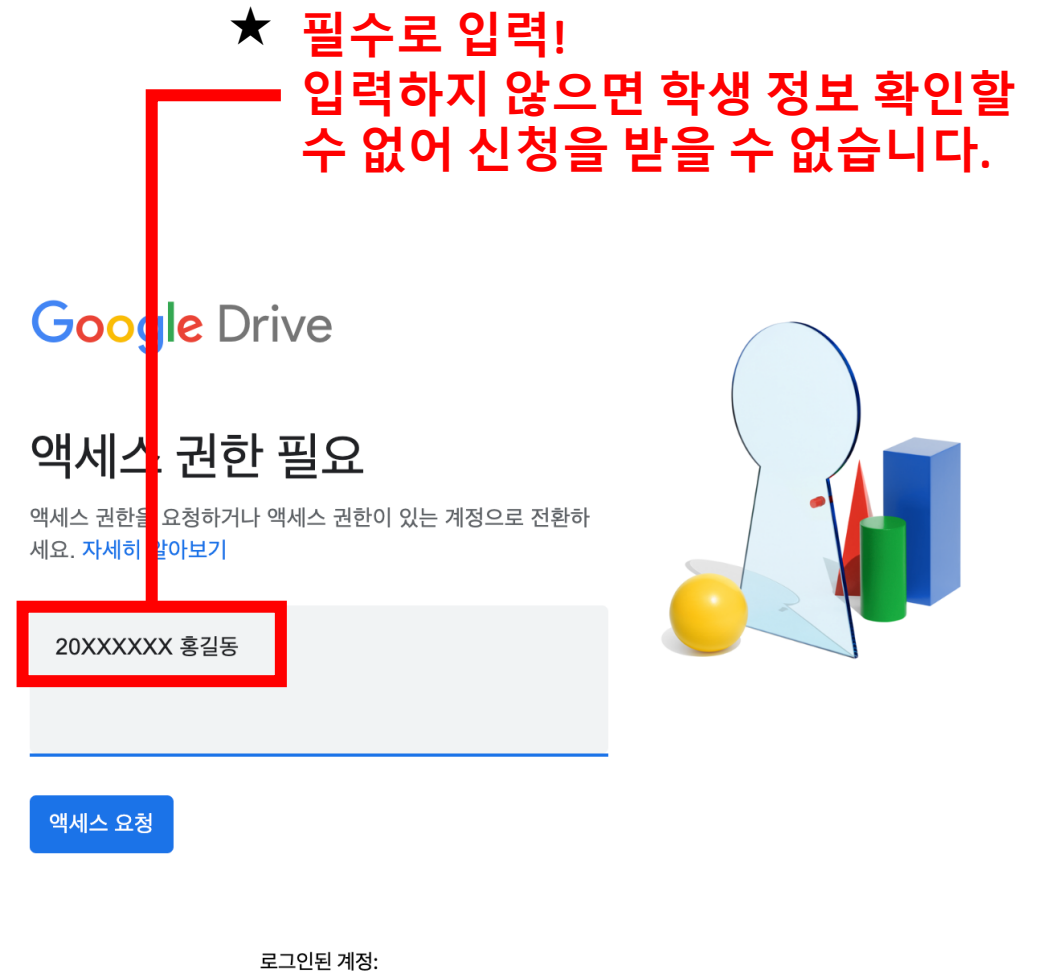 ★ 필수로 입력!
입력하지 않으면 학생 정보 확인할
수 없어 신청을 받을 수 없습니다.
Google Drive
액세스 권한 필요
액세스 권한을 요청하거나 액세스 권한이 있는 계정으로 전환하
세요. 자세히 알아보기
20XXXXXX 홍길동
액세스 요청
로그인된 계정: